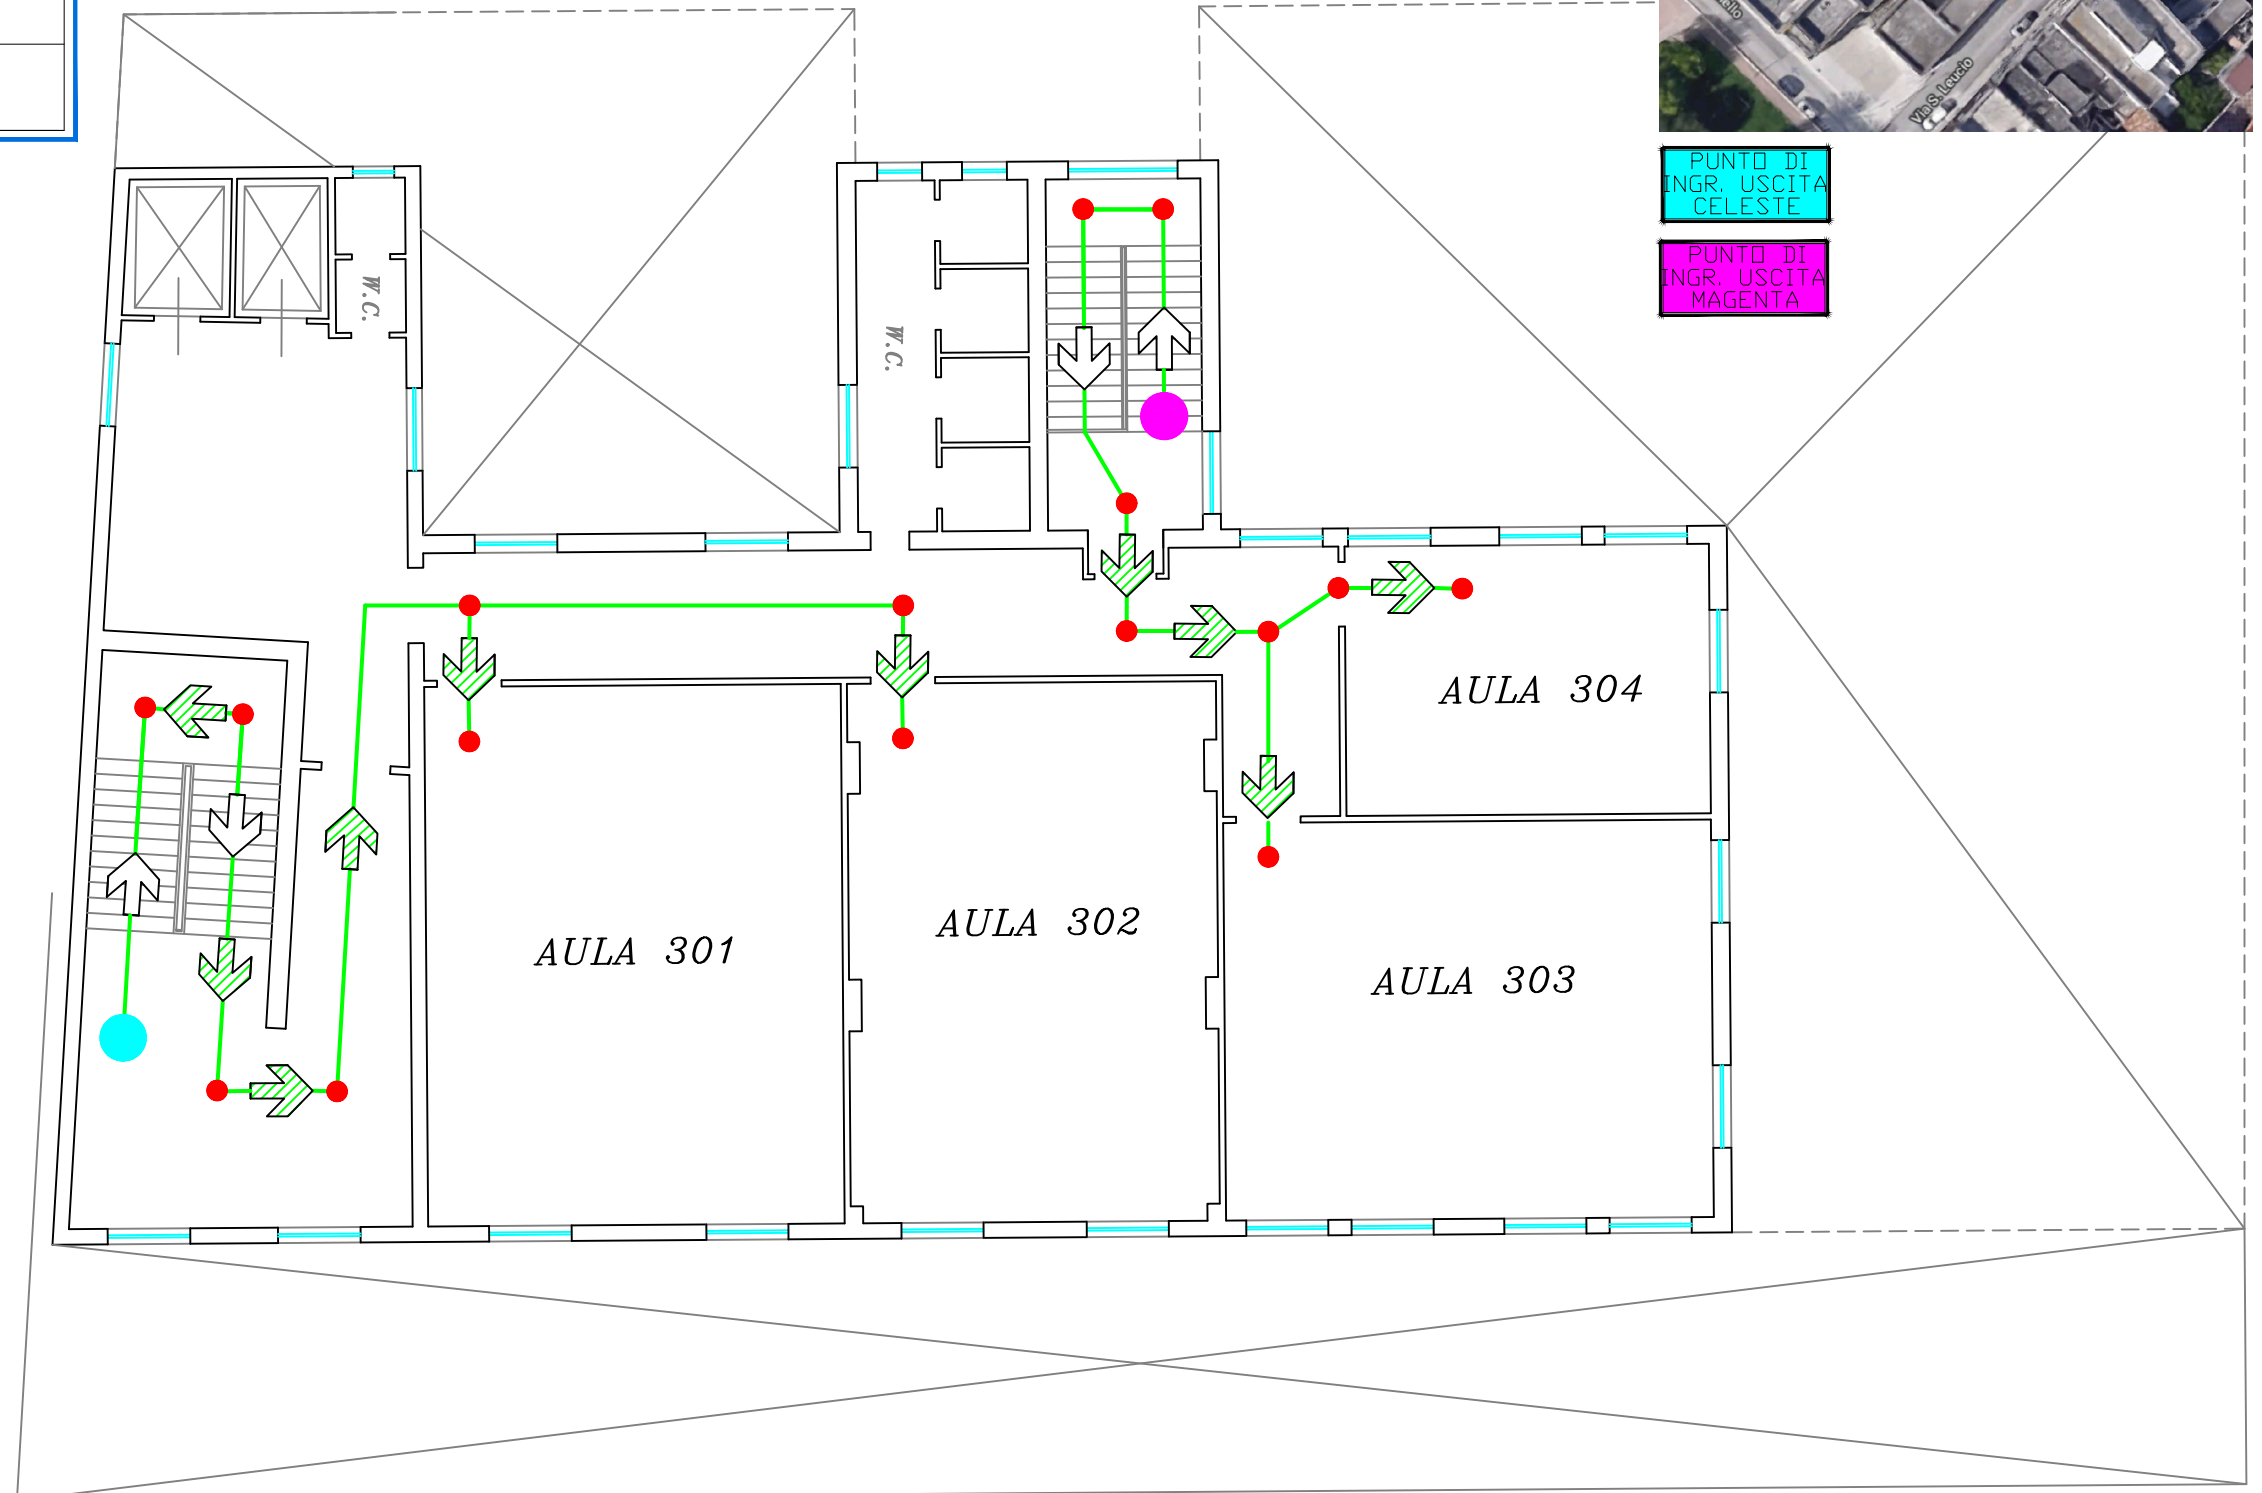 Via S. Leucio
PUNTO DI
INGR. USCITA
CELESTE
PUNTO DI
INGR. USCITA
MAGENTA
W.C.
W.C.
AULA 304
AULA 302
AULA 301
AULA 303